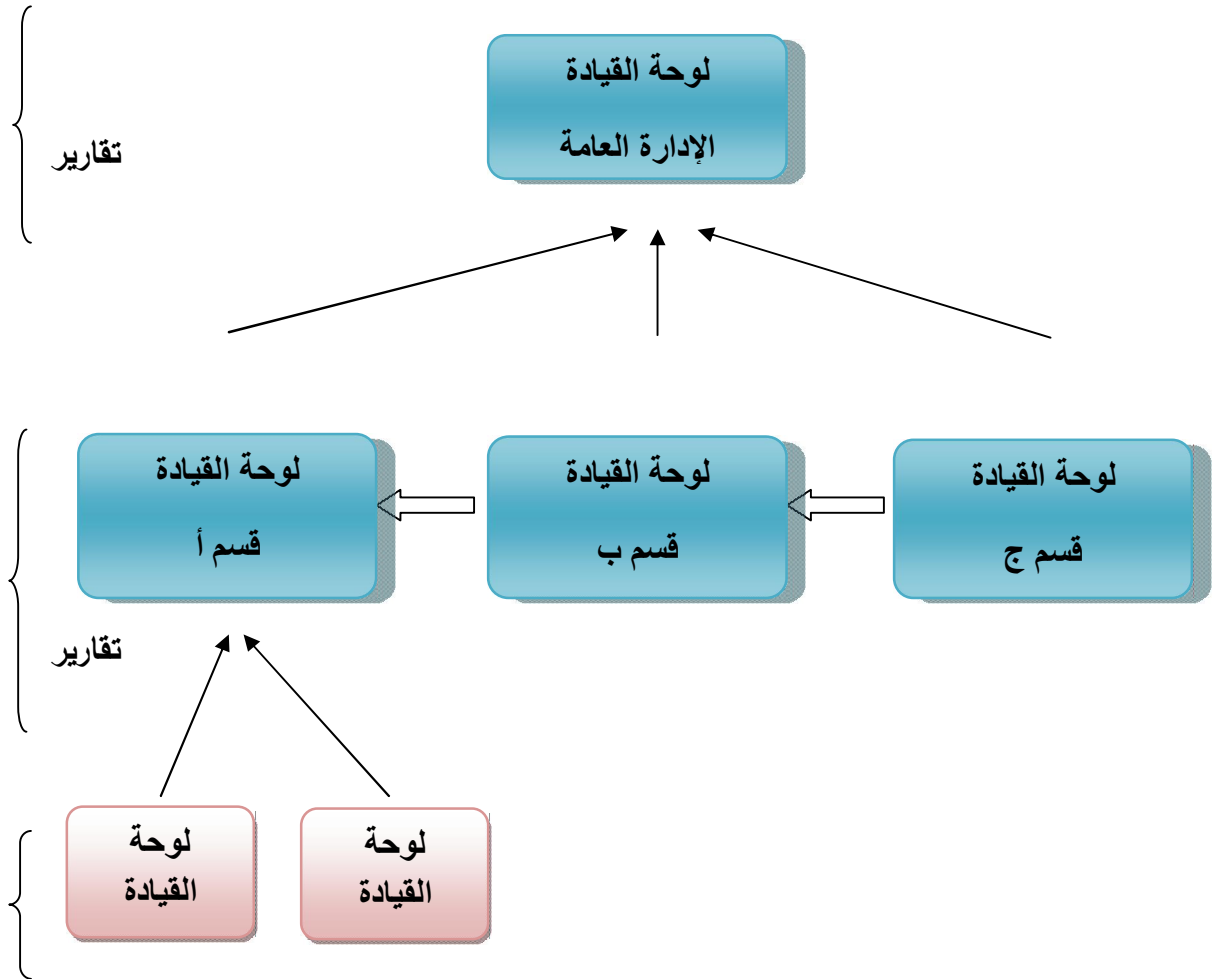 لوحة القيادة
الإدارة العامة
تقارير
لوحة القيادة
قسم ج
لوحة القيادة
قسم ب
لوحة القيادة
قسم أ
تقارير
لوحة
القيادة
لوحة
القيادة